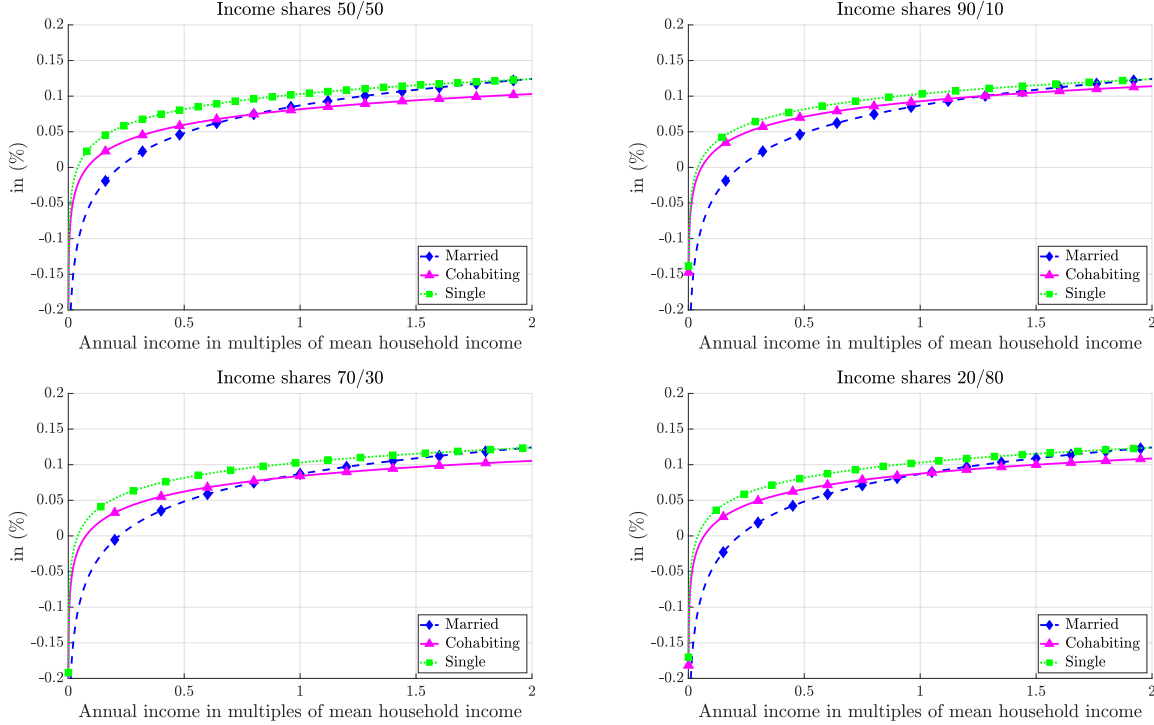 Income shares 50/50
0.2
0.15
0.1
0.05
0
-0.05
-0.1
-0.15
-0.2
in (%)
Married
Cohabiting
Single
0 0.5 1 1.5 2
Annual income in multiples of mean household income
Income shares 90/10
0.2
0.15
0.1
0.05
0
-0.05
-0.1
-0.15
-0.2
in (%)
Married
Cohabiting
Single
0 0.5 1 1.5 2
Annual income in multiples of mean household income
Income shares 70/30
0.2
0.15
0.1
0.05
0
-0.05
-0.1
-0.15
-0.2
in (%)
Married
Cohabiting
Single
0 0.5 1 1.5 2
Annual income in multiples of mean household income
Income shares 20/80
0.2
0.15
0.1
0.05
0
-0.05
-0.1
-0.15
-0.2
in (%)
Married
Cohabiting
Single
0 0.5 1 1.5 2
Annual income in multiples of mean household income